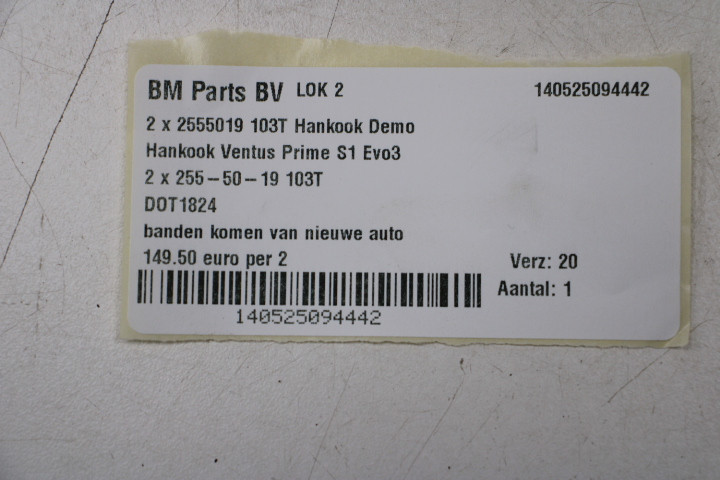 BM Parts BV LOK 2 140525094442
2 x 2555019 103T Hankook Demo
Hankook Ventus Prime S1 Evo3
2 x 255-50-19 103T
DOT1824
banden komen van nieuwe auto
149.50 euro per 2 Verz: 20
Aantal: 1
140525094442